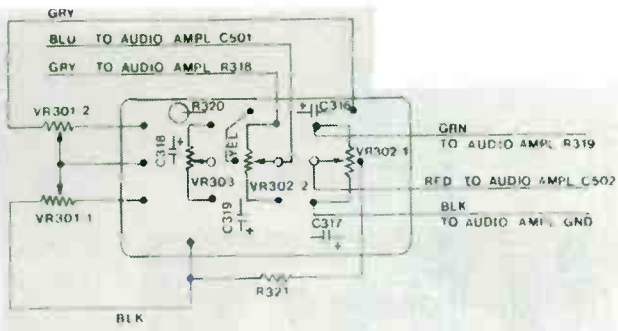 GRY
BLU TO AUDIO AMPL C501
GRY TO AUDIO AMPL R318
VR301 2
R320
C316
C318
YEL
GRN
TO AUDIO AMPL R319
VR303
VR302 2
VR302 1
RED TO AUDIO AMPL C502
VR301 1
C319
C317
BLK
TO AUDIO AMPL GND
R321
BLK